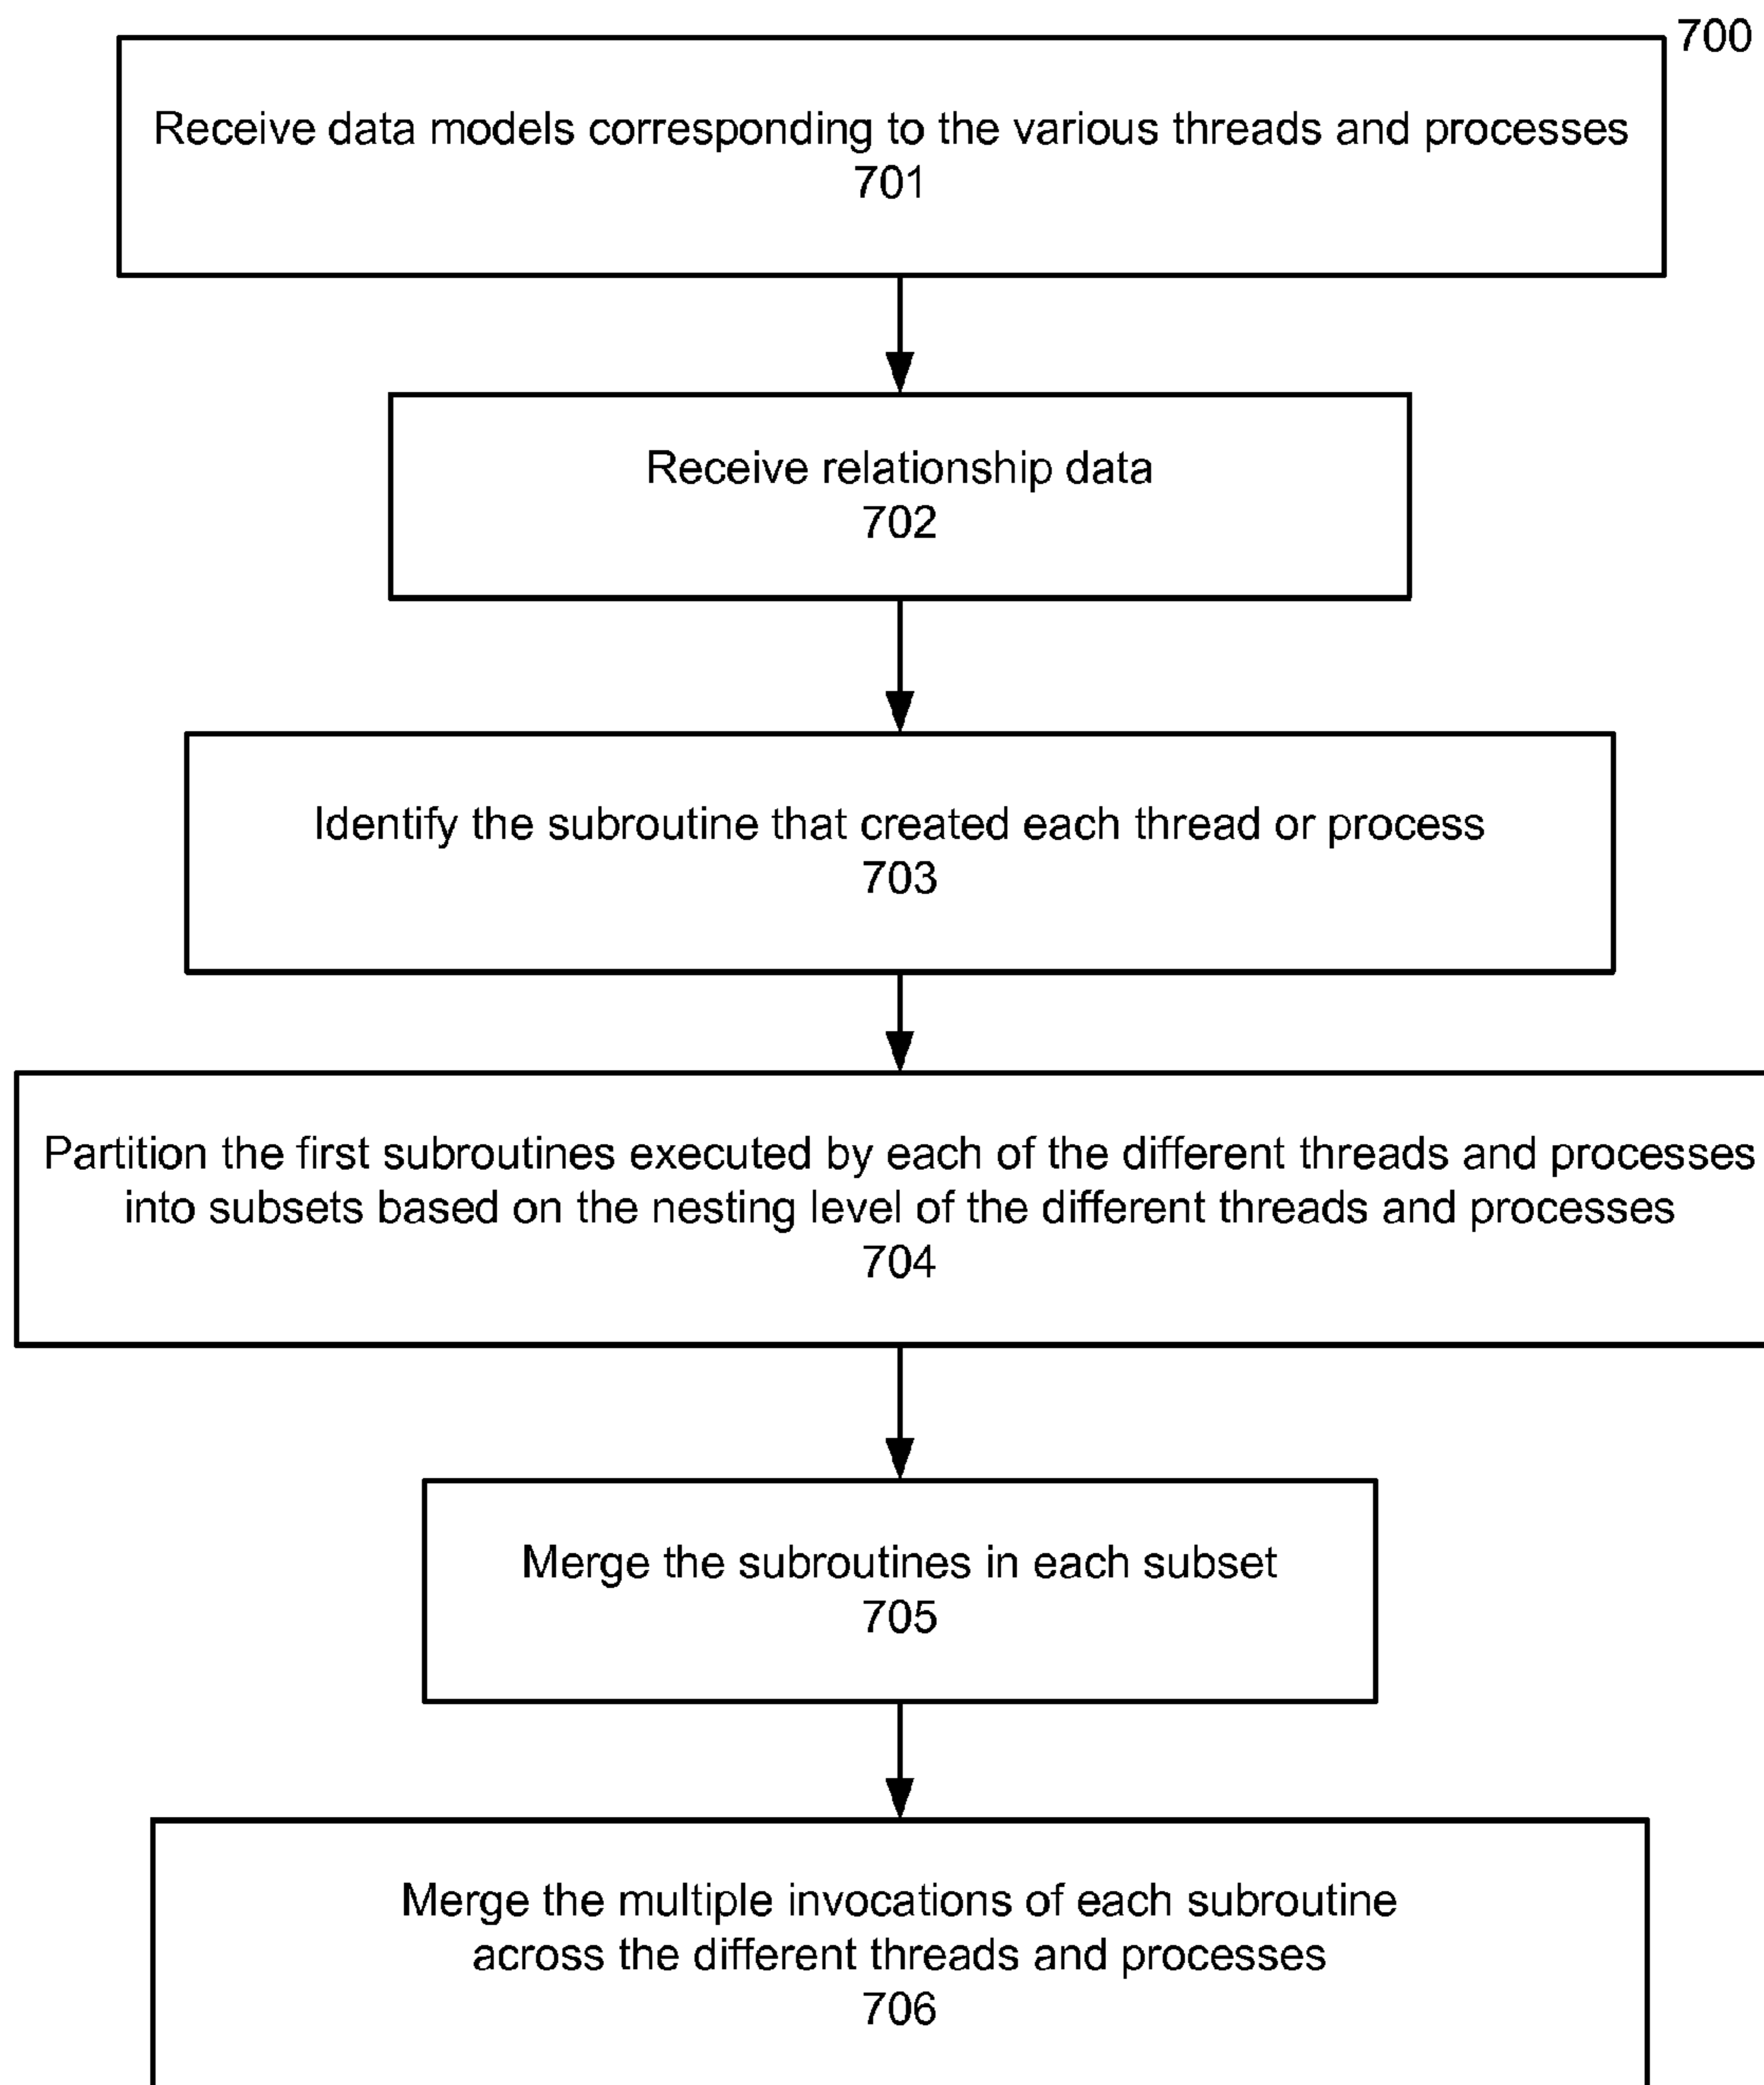 700
Receive data models corresponding to the various threads and processes
701
Receive relationship data
702
Identify the subroutine that created each thread or process
703
Partition the first subroutines executed by each of the different threads and processes
into subsets based on the nesting level of the different threads and processes
704
Merge the subroutines in each subset
705
Merge the multiple invocations of each subroutine
across the different threads and processes
706